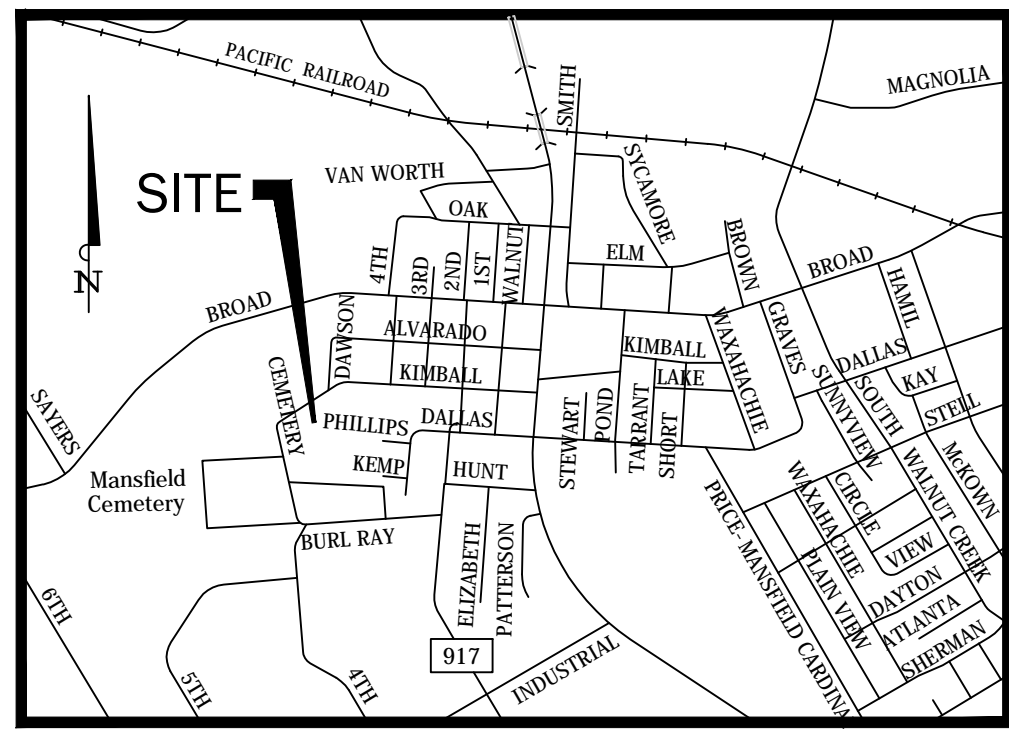 PACIFIC RAILROAD
MAGNOLIA
SMITH
VAN WORTH
SYCAMORE
SITE
OAK
4TH
3RD
2ND
1ST
WALNUT
ELM
BROWN
BROAD
HAMIL
N
BROAD
DAWSON
ALVARADO
WAXAHACHIE
GRAVES
KIMBALL
DALLAS
CEMETERY
KIMBALL
LAKE
SUNNYVIEW
SOUTH
KAY
STELL
SAYERS
PHILLIPS
DALLAS
STEWART
POND
TARRANT
SHORT
KEMP
HUNT
Mansfield
Cemetery
PRICE- MANSFIELD CARDINA
WAXAHACHIE
CIRCLE
WALNUT CREEK
McKOWN
BURL RAY
ELIZABETH
PATTERSON
PLAIN VIEW
VIEW
DAYTON
ATLANTA
SHERMAN
6TH
917
5TH
4TH
INDUSTRIAL